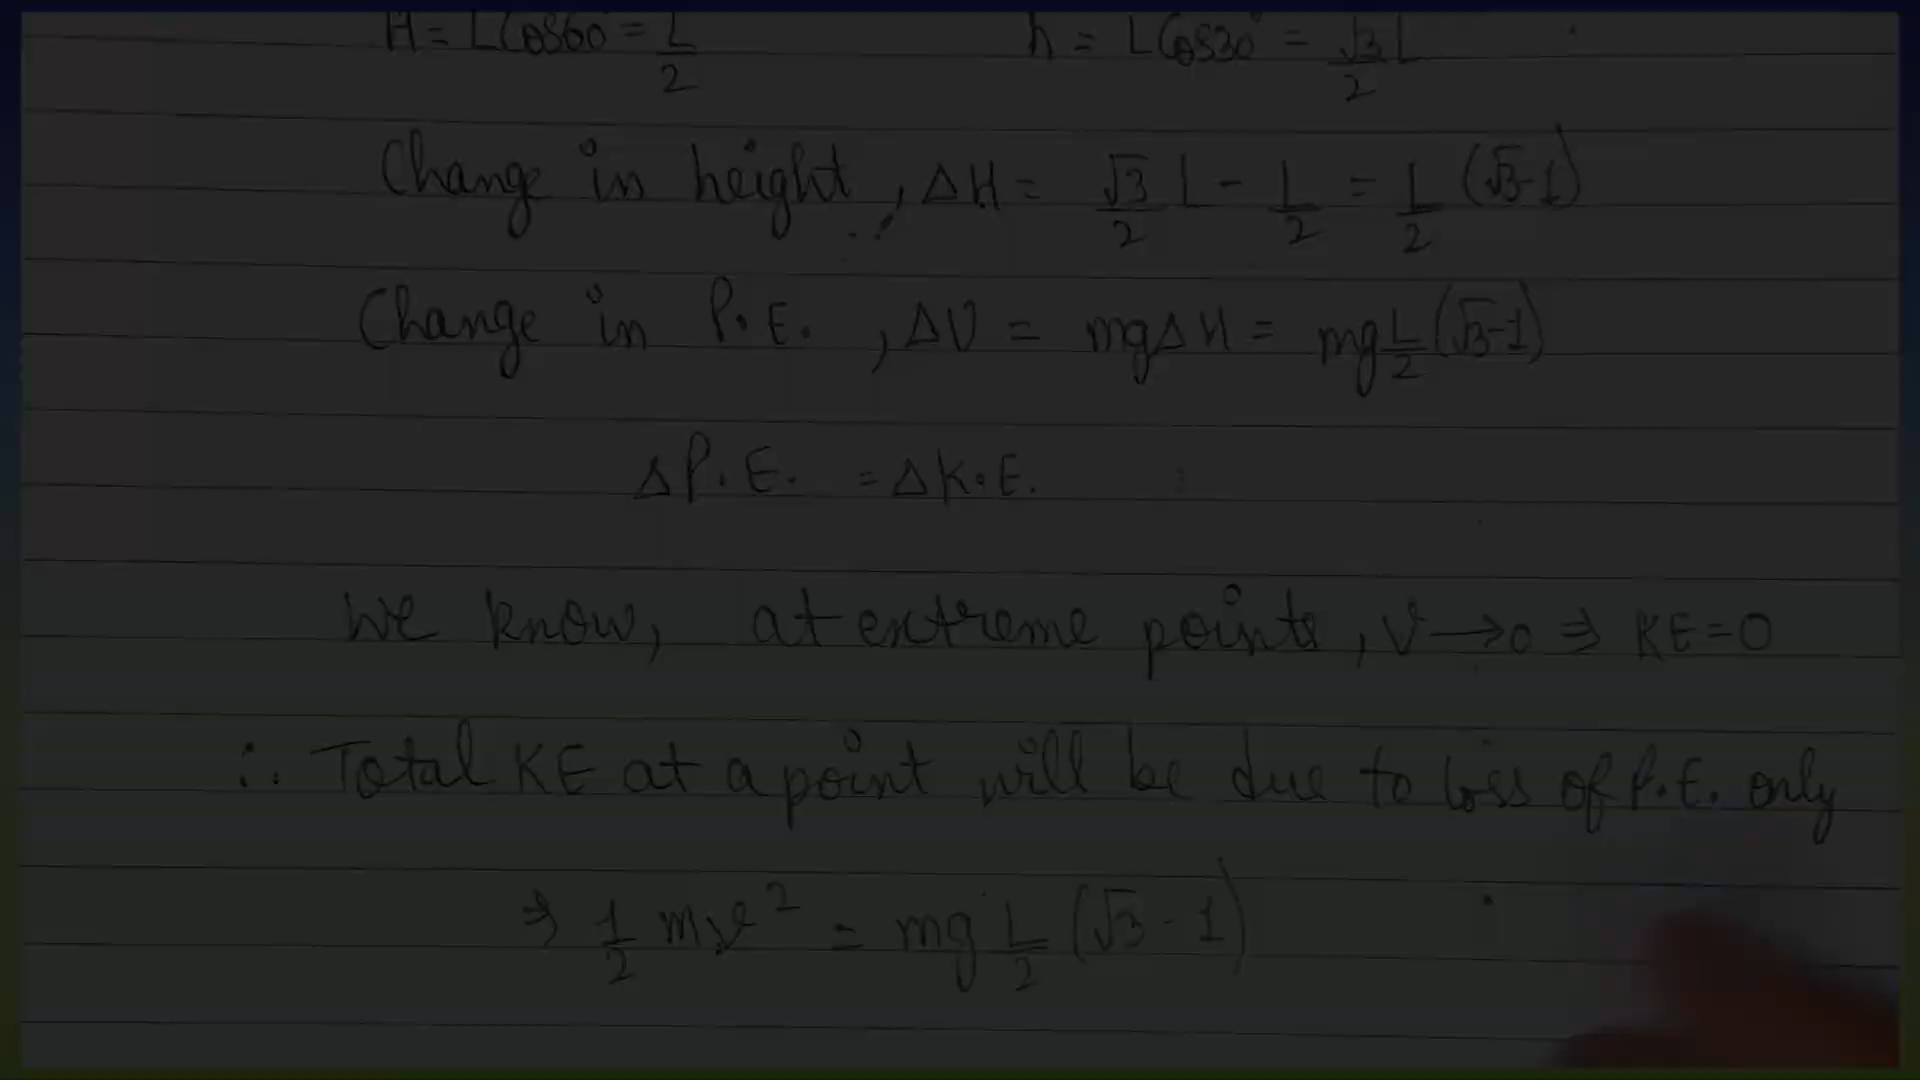 H = L Cos60° = L/2 h = L Cos30° = √3/2 L
Change in height, ΔH = √3/2 L - L/2 = L/2 (√3-1)
Change in P.E., ΔU = mgΔH = mg L/2 (√3-1)
ΔP.E. = ΔK.E.
We know, at extreme points, V → 0 ⇒ KE = 0
∴ Total KE at a point will be due to loss of P.E. only
⇒ 1/2 mv² = mg L/2 (√3-1)